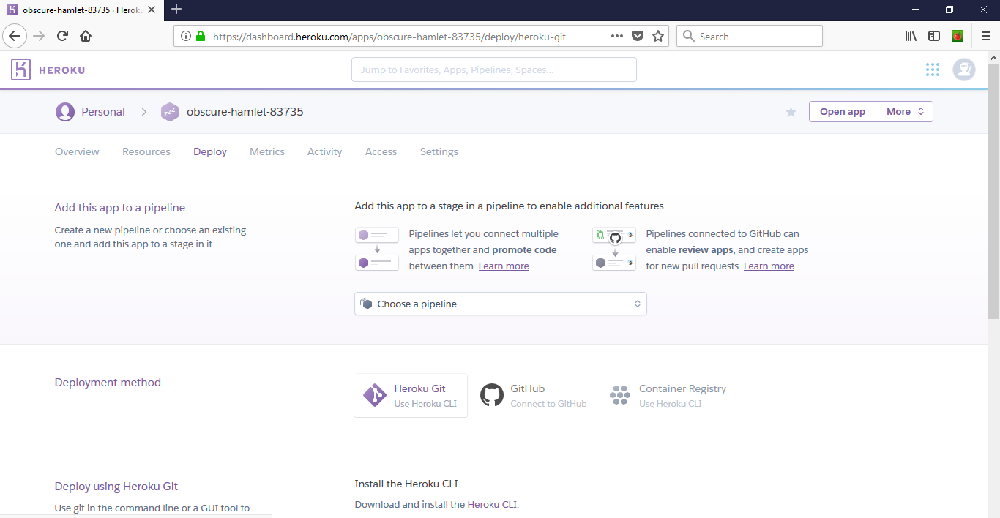 obscure-hamlet-83735 · Heroku
https://dashboard.heroku.com/apps/obscure-hamlet-83735/deploy/heroku-git
Search
HEROKU
Jump to Favorites, Apps, Pipelines, Spaces...
Personal
obscure-hamlet-83735
Open app
More
Overview
Resources
Deploy
Metrics
Activity
Access
Settings
Add this app to a pipeline
Create a new pipeline or choose an existing
one and add this app to a stage in it.
Add this app to a stage in a pipeline to enable additional features
Pipelines let you connect multiple
apps together and promote code
between them. Learn more.
Pipelines connected to GitHub can
enable review apps, and create apps
for new pull requests. Learn more.
Choose a pipeline
Deployment method
Heroku Git
Use Heroku CLI
GitHub
Connect to GitHub
Container Registry
Use Heroku CLI
Deploy using Heroku Git
Use git in the command line or a GUI tool to
Install the Heroku CLI
Download and install the Heroku CLI.